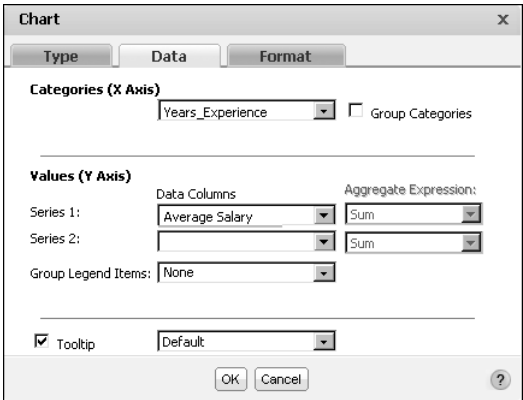 Chart x
Type Data Format
Categories (X Axis)
Years_Experience Group Categories
Values (Y Axis)
Data Columns Aggregate Expression:
Series 1: Average Salary Sum
Series 2: Sum
Group Legend Items: None
Tooltip Default
OK Cancel ?